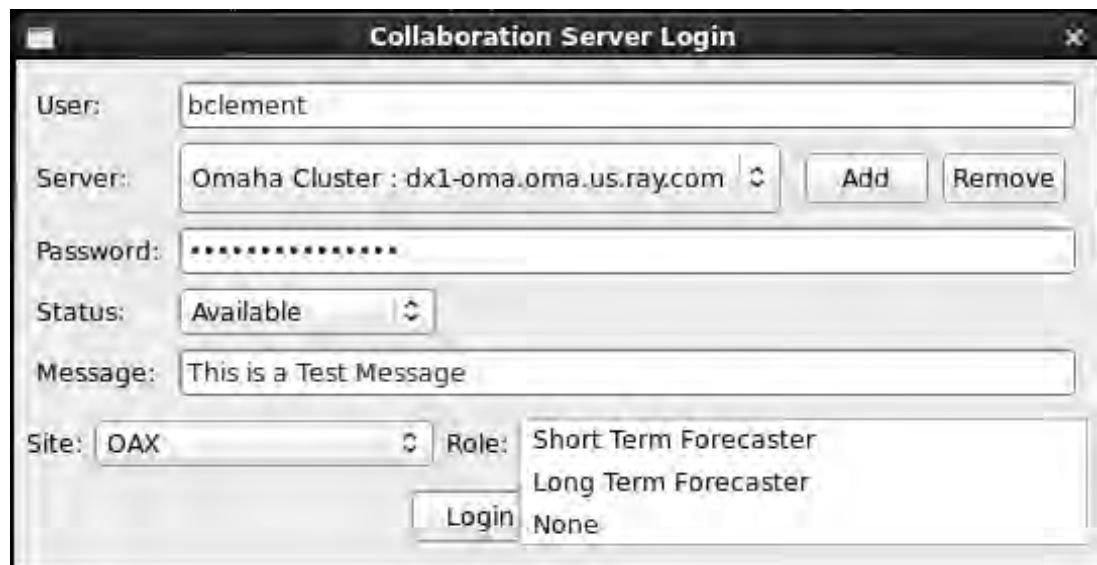 Collaboration Server Login
User: bclement
Server: Omaha Cluster : dx1-oma.oma.us.ray.com Add Remove
Password: •••••••••••••••
Status: Available
Message: This is a Test Message
Site: OAX Role: Short Term Forecaster
Long Term Forecaster
Login None